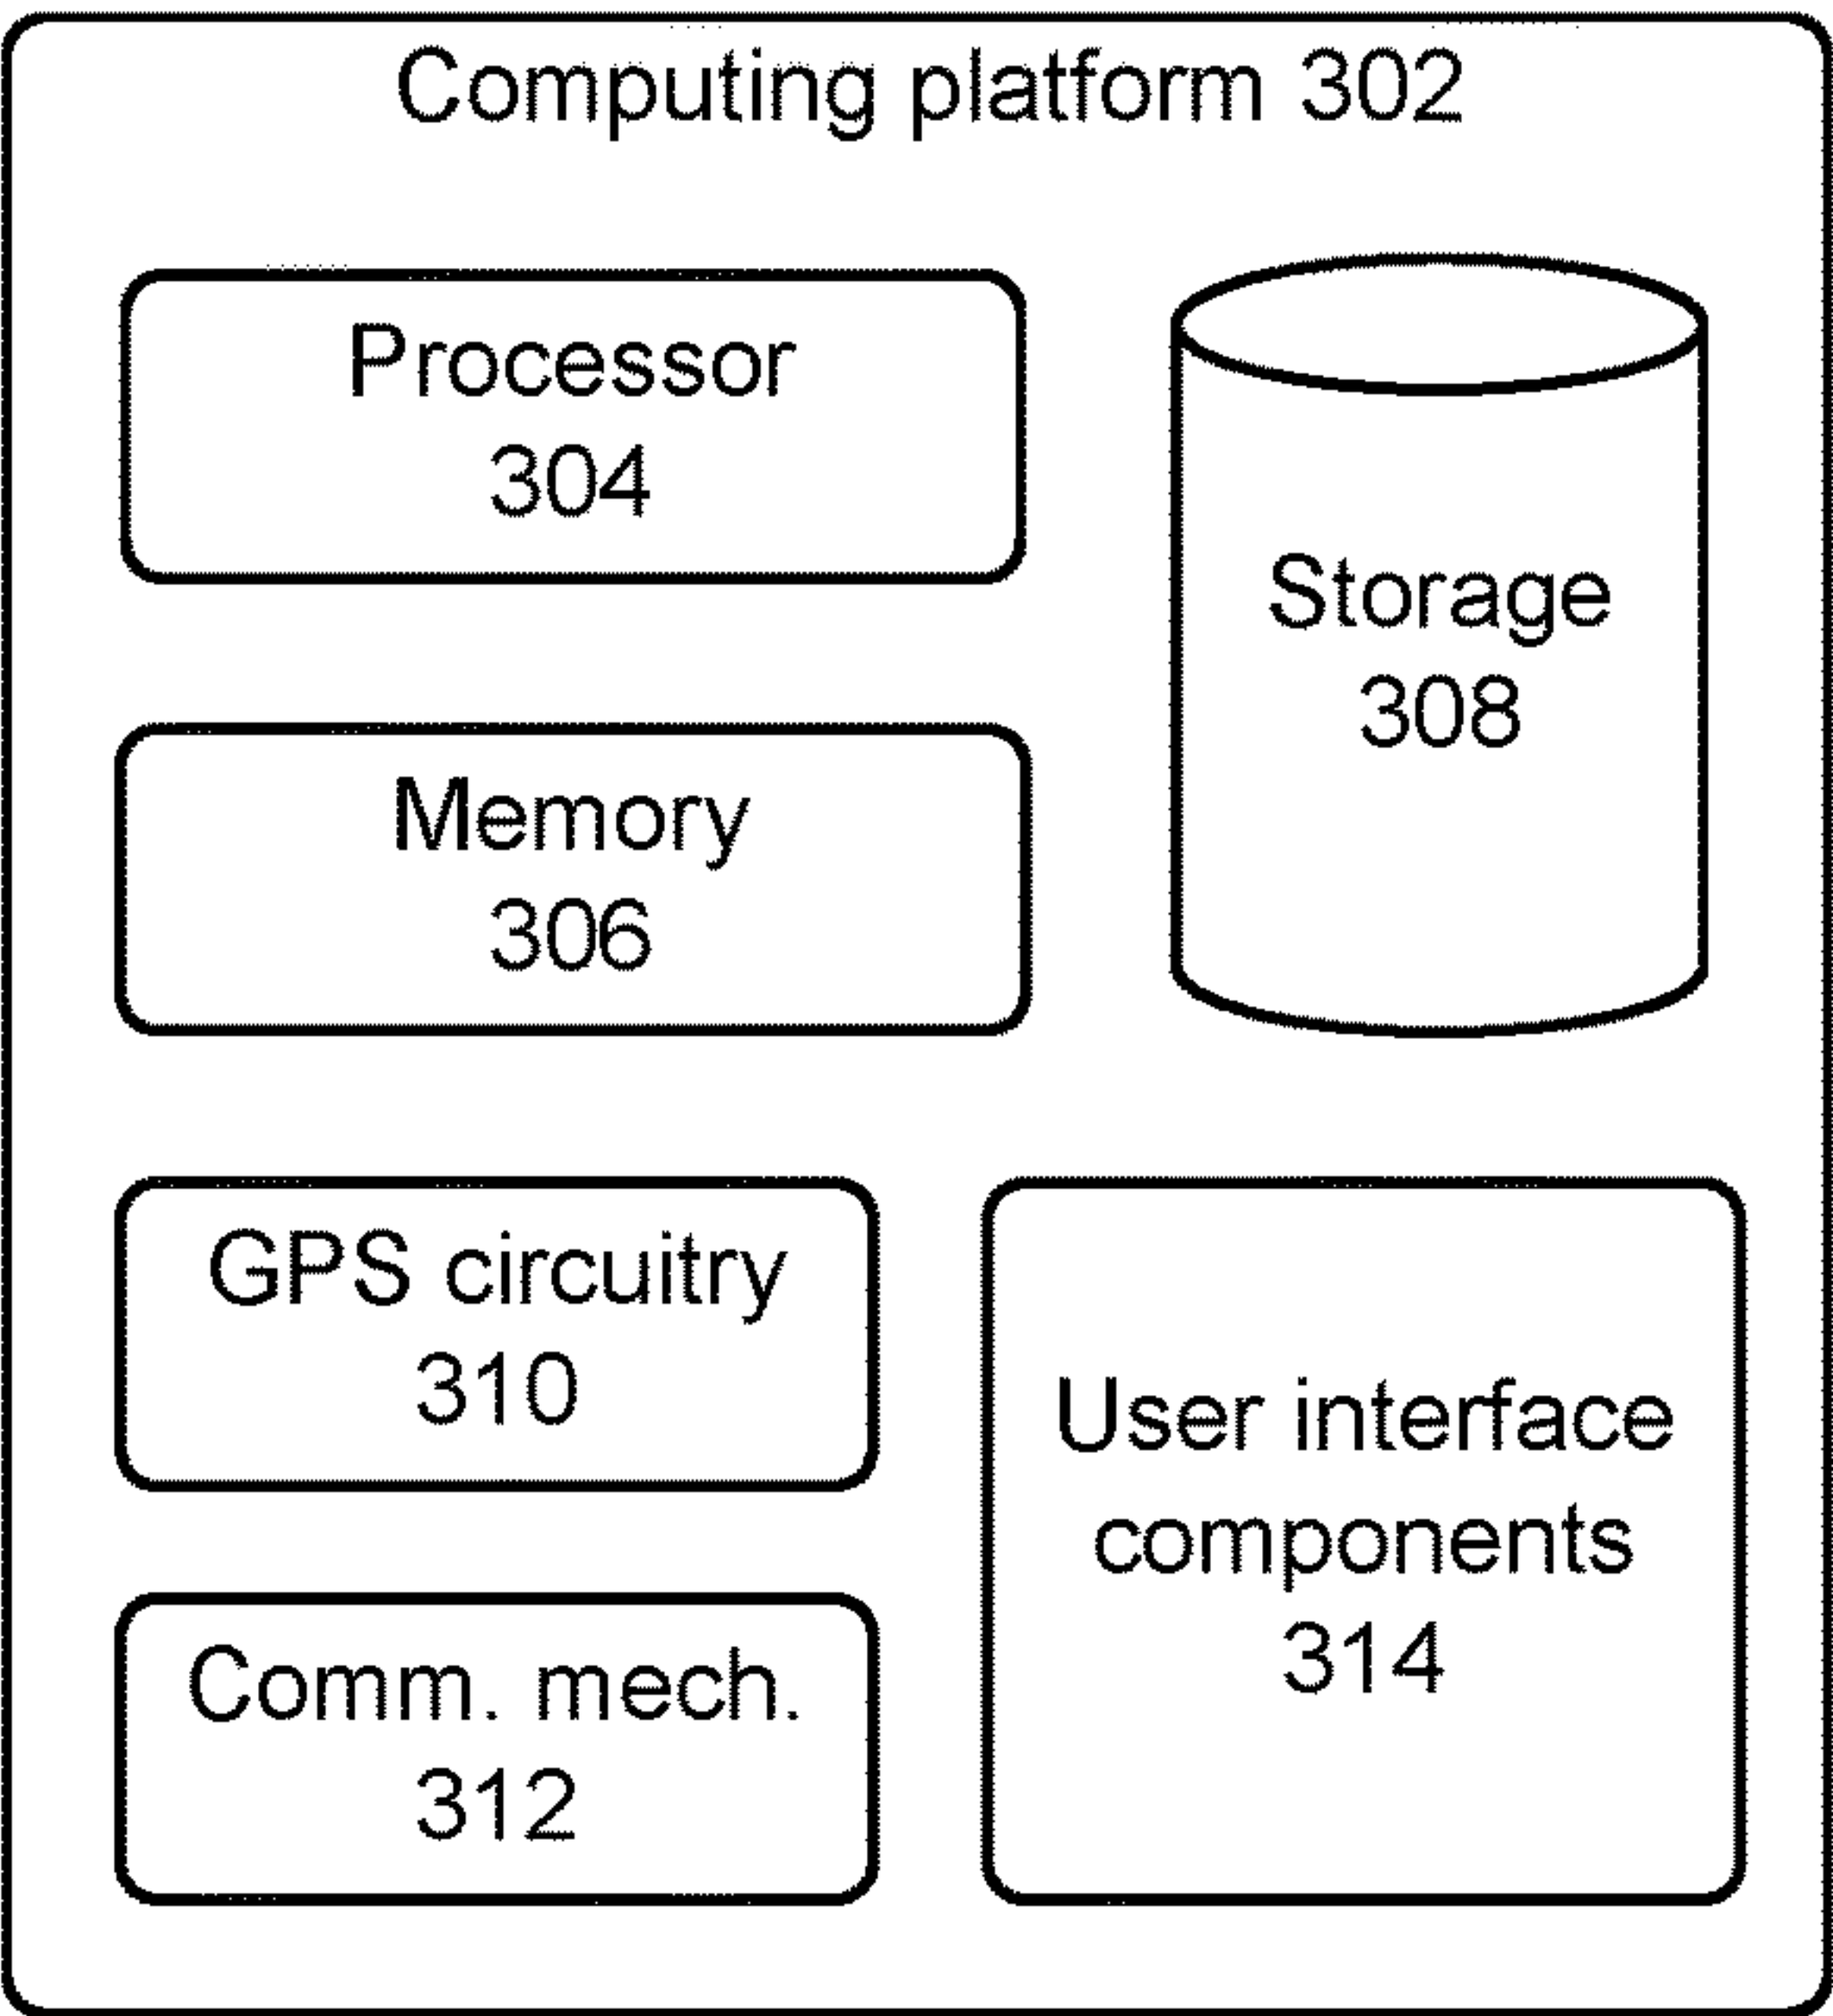 Computing platform 302
Processor
304
Storage
308
Memory
306
GPS circuitry
310
User interface
components
314
Comm. mech.
312